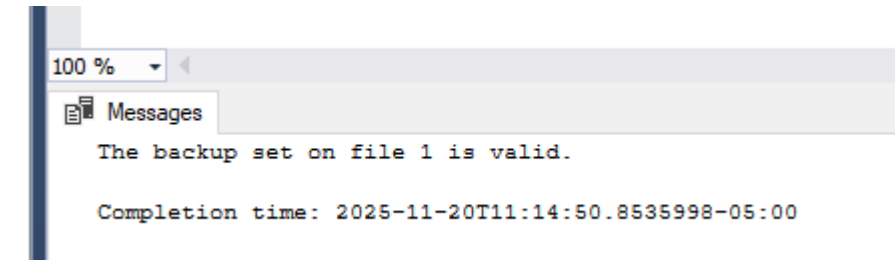 100 %
Messages
The backup set on file 1 is valid.
Completion time: 2025-11-20T11:14:50.8535998-05:00